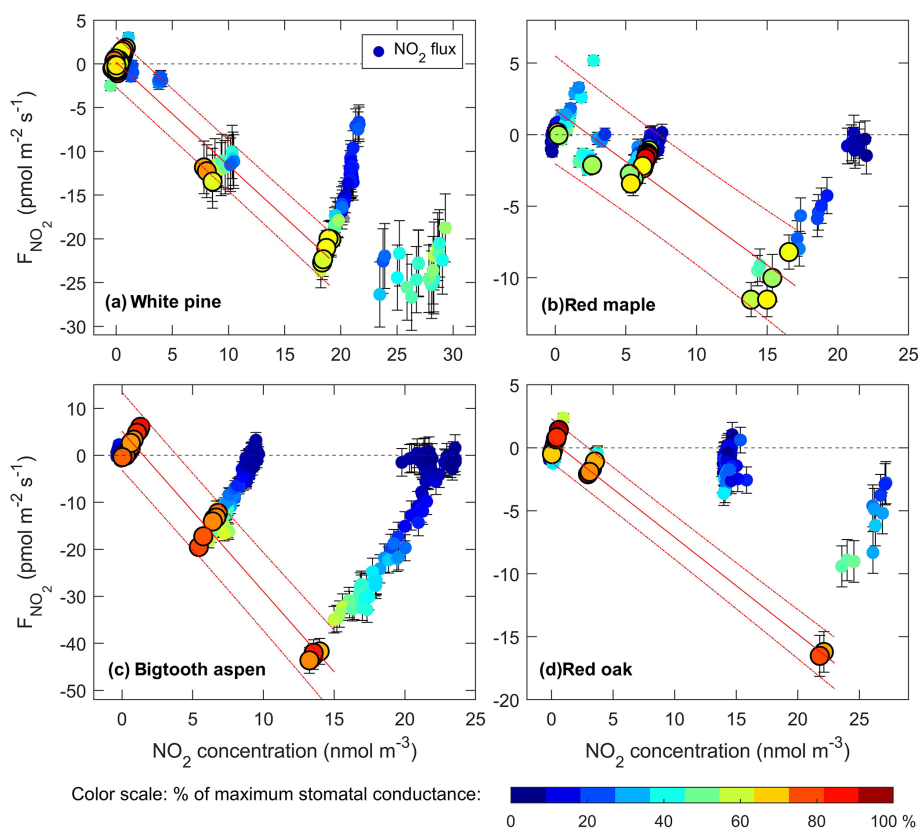 5
0
-5
-10
-15
-20
-25
-30
0 5 10 15 20 25 30
F_NO₂ (pmol m⁻² s⁻¹)
NO₂ flux
(a) White pine
5
0
-5
-10
0 5 10 15 20 25
(b)Red maple
10
0
-10
-20
-30
-40
-50
0 5 10 15 20 25
F_NO₂ (pmol m⁻² s⁻¹)
(c) Bigtooth aspen
NO₂ concentration (nmol m⁻³)
5
0
-5
-10
-15
-20
0 5 10 15 20 25 29
(d)Red oak
NO₂ concentration (nmol m⁻³)
Color scale: % of maximum stomatal conductance:
0 20 40 60 80 100 %